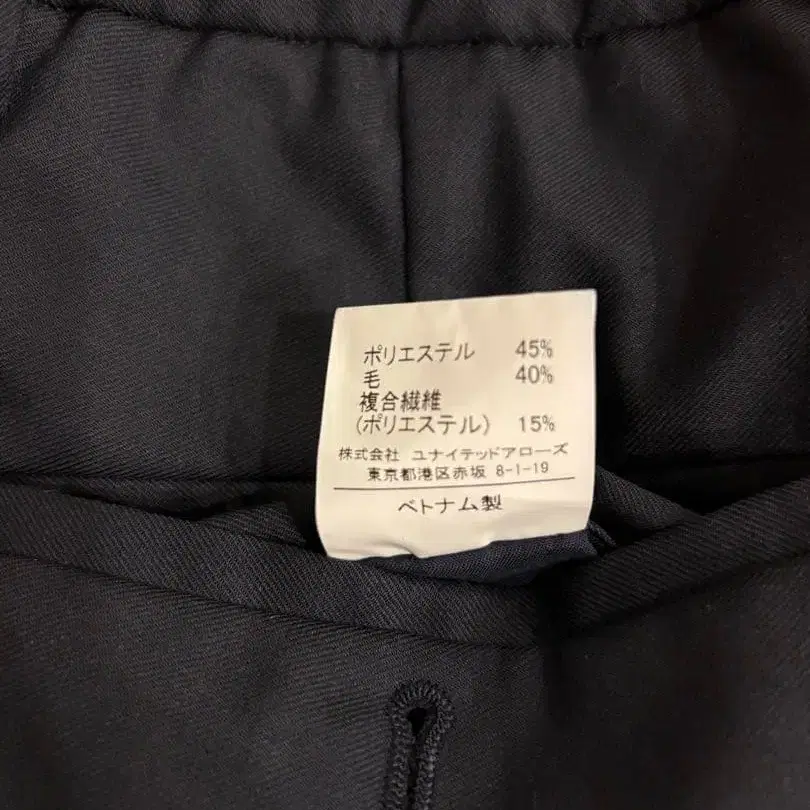 ポリエステル 45%
毛 40%
複合繊維
(ポリエステル) 15%
株式会社 ユナイテッドアローズ
東京都港区赤坂 8-1-19
ベトナム製